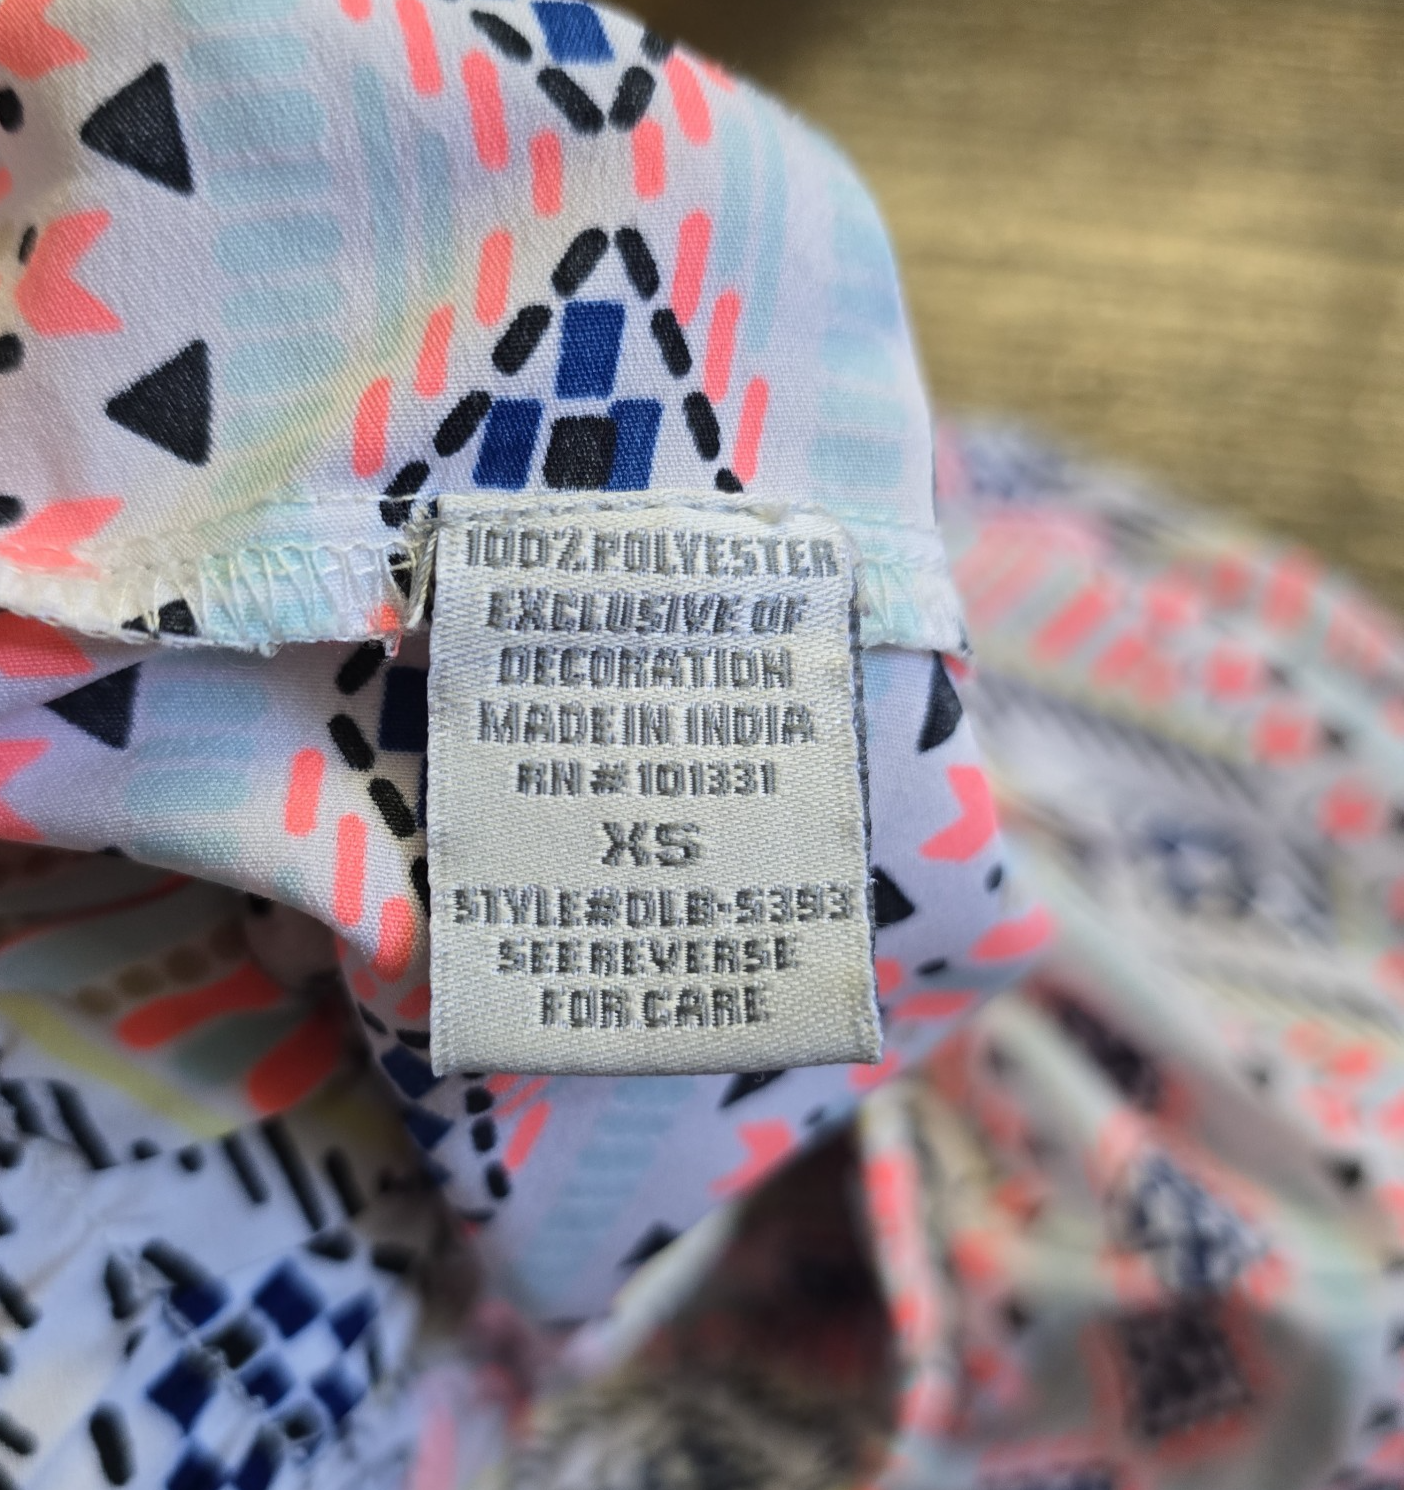 100% POLYESTER
EXCLUSIVE OF
DECORATION
MADE IN INDIA
RN # 101331
XS
STYLE#DLB-S393
SEE REVERSE
FOR CARE